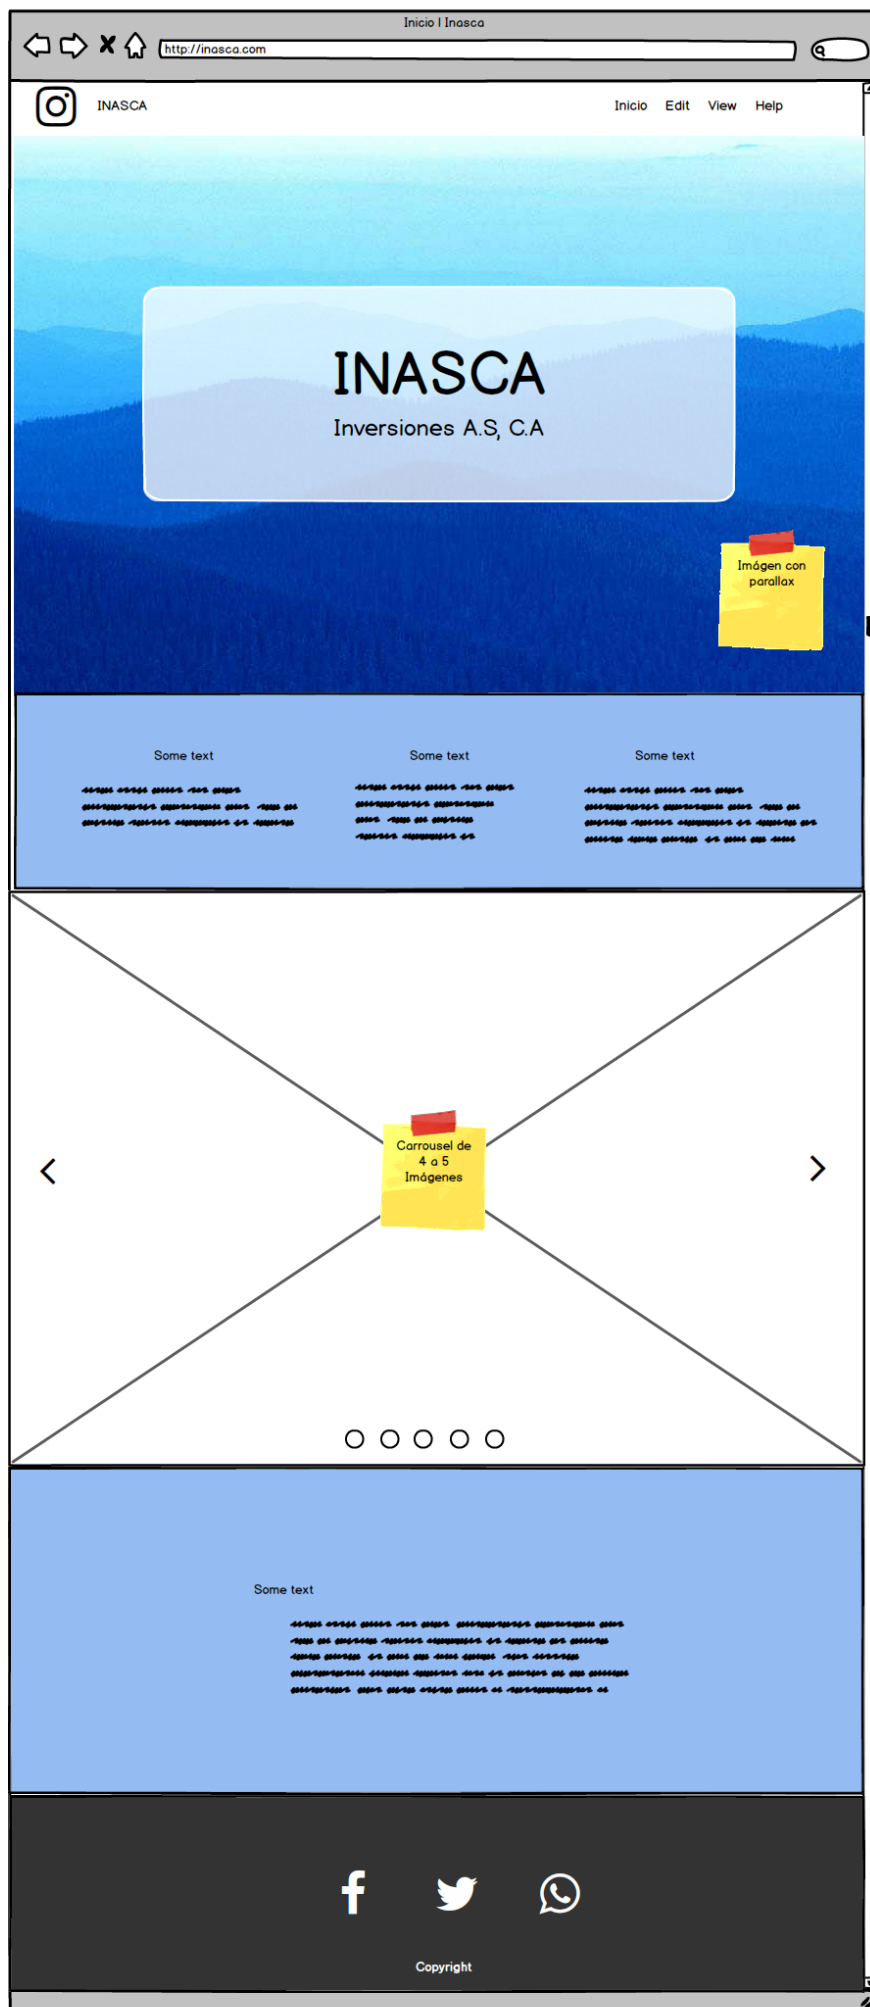 Inicio | Inasca
http://inasca.com
INASCA
Inicio Edit View Help
INASCA
Inversiones A.S, C.A
Imágen con
parallax
Some text
Some text
Some text
Carrousel de
4 a 5
Imágenes
Some text
Copyright